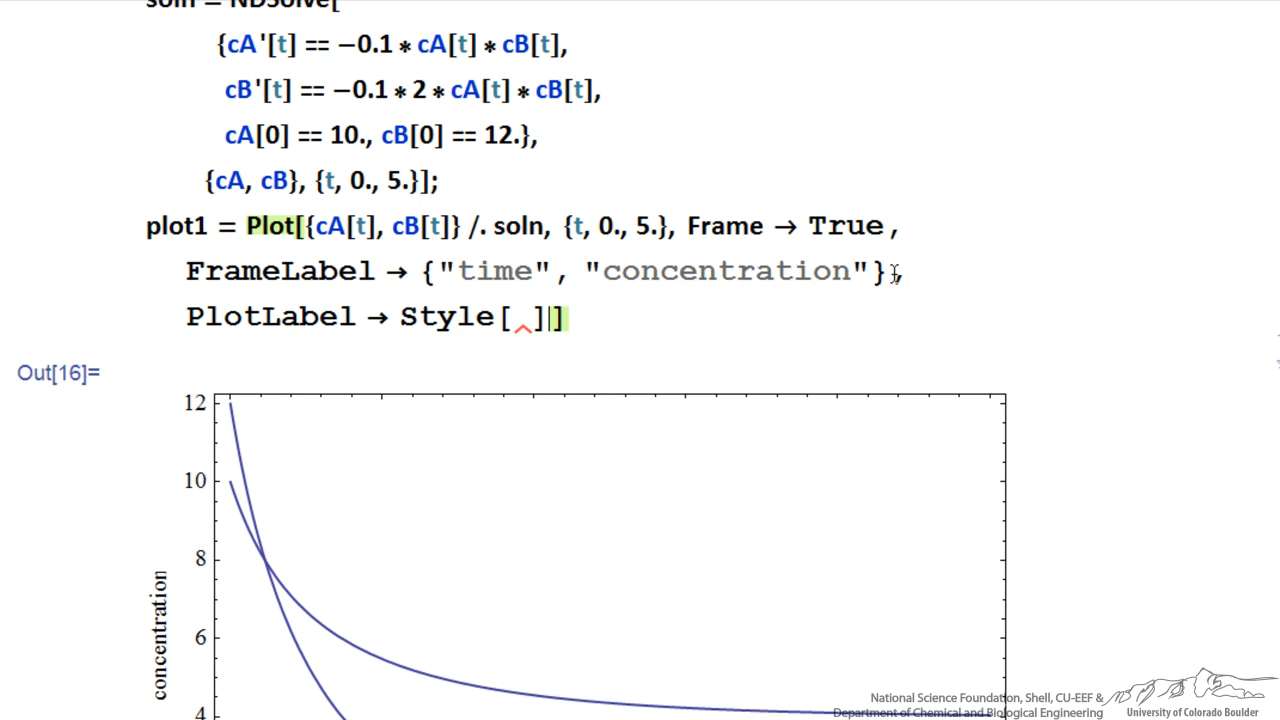 soln = NDSolve[
{cA'[t] == −0.1 * cA[t] * cB[t],
cB'[t] == −0.1 * 2 * cA[t] * cB[t],
cA[0] == 10., cB[0] == 12.},
{cA, cB}, {t, 0., 5.}];
plot1 = Plot[{cA[t], cB[t]} /. soln, {t, 0., 5.}, Frame → True,
FrameLabel → {"time", "concentration"},
PlotLabel → Style[ ]]
Out[16]=
12
10
8
6
4
concentration
National Science Foundation, Shell, CU-EEF &
Department of Chemical and Biological Engineering
University of Colorado Boulder